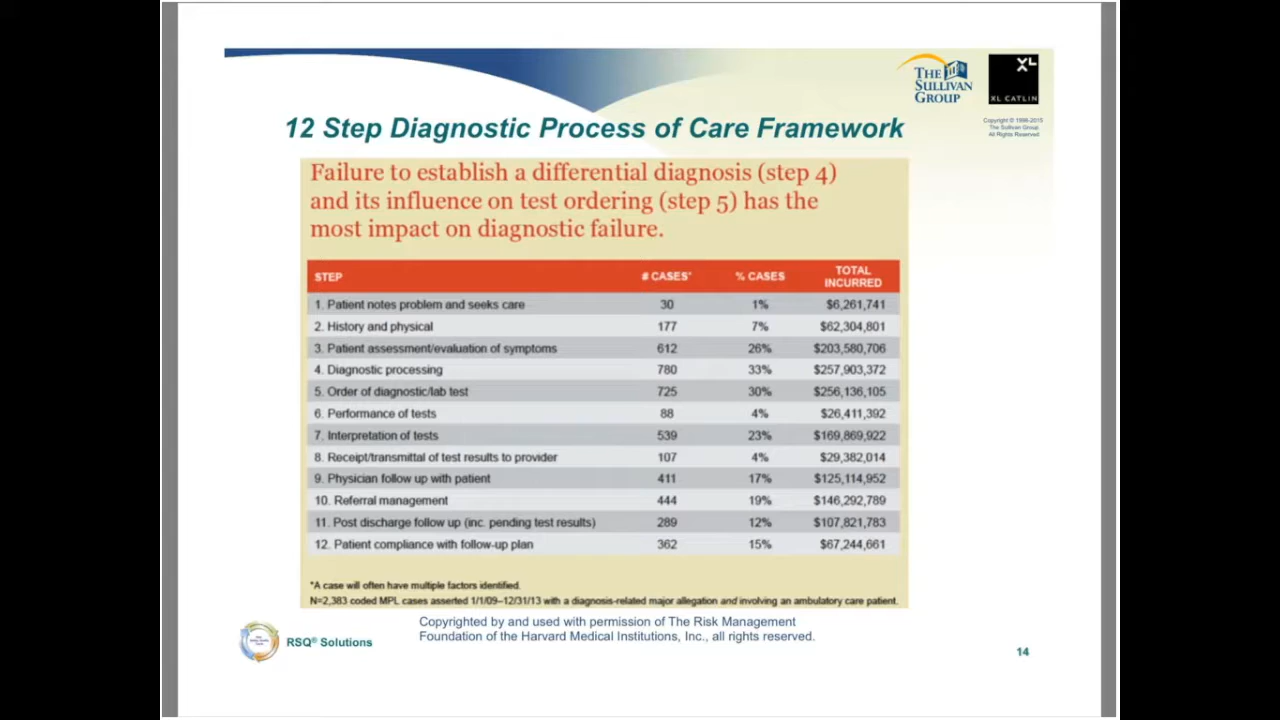 THE
SULLIVAN
GROUP
XL
XL CATLIN
Copyright © 1996-2015
The Sullivan Group
All Rights Reserved
12 Step Diagnostic Process of Care Framework
Failure to establish a differential diagnosis (step 4)
and its influence on test ordering (step 5) has the
most impact on diagnostic failure.
STEP # CASES* % CASES TOTAL INCURRED
1. Patient notes problem and seeks care 30 1% $6,261,741
2. History and physical 177 7% $62,304,801
3. Patient assessment/evaluation of symptoms 612 26% $203,580,706
4. Diagnostic processing 780 33% $257,903,372
5. Order of diagnostic/lab test 725 30% $256,136,105
6. Performance of tests 88 4% $26,411,392
7. Interpretation of tests 539 23% $169,869,922
8. Receipt/transmittal of test results to provider 107 4% $29,382,014
9. Physician follow up with patient 411 17% $125,114,952
10. Referral management 444 19% $146,292,789
11. Post discharge follow up (inc. pending test results) 289 12% $107,821,783
12. Patient compliance with follow-up plan 362 15% $67,244,661
*A case will often have multiple factors identified.
N=2,383 coded MPL cases asserted 1/1/09–12/31/13 with a diagnosis-related major allegation and involving an ambulatory care patient.
Copyrighted by and used with permission of The Risk Management
Foundation of the Harvard Medical Institutions, Inc., all rights reserved.
RSQ® Solutions
14